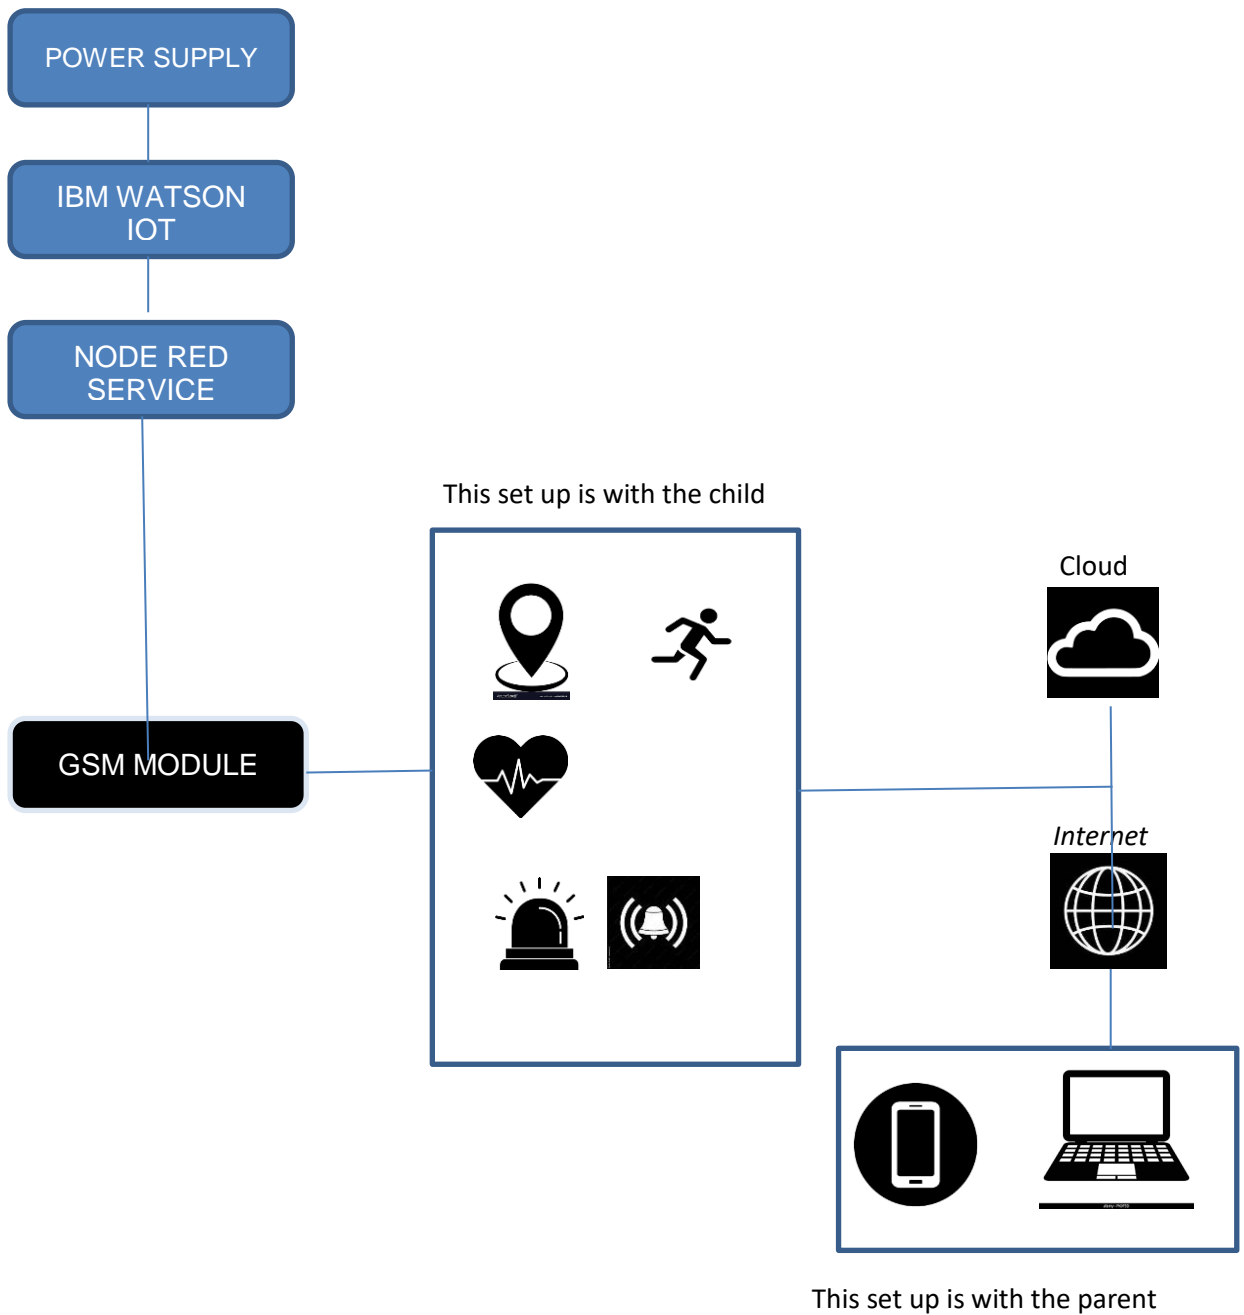 POWER SUPPLY
IBM WATSON
IOT
NODE RED
SERVICE
This set up is with the child
Cloud
GSM MODULE
Internet
This set up is with the parent